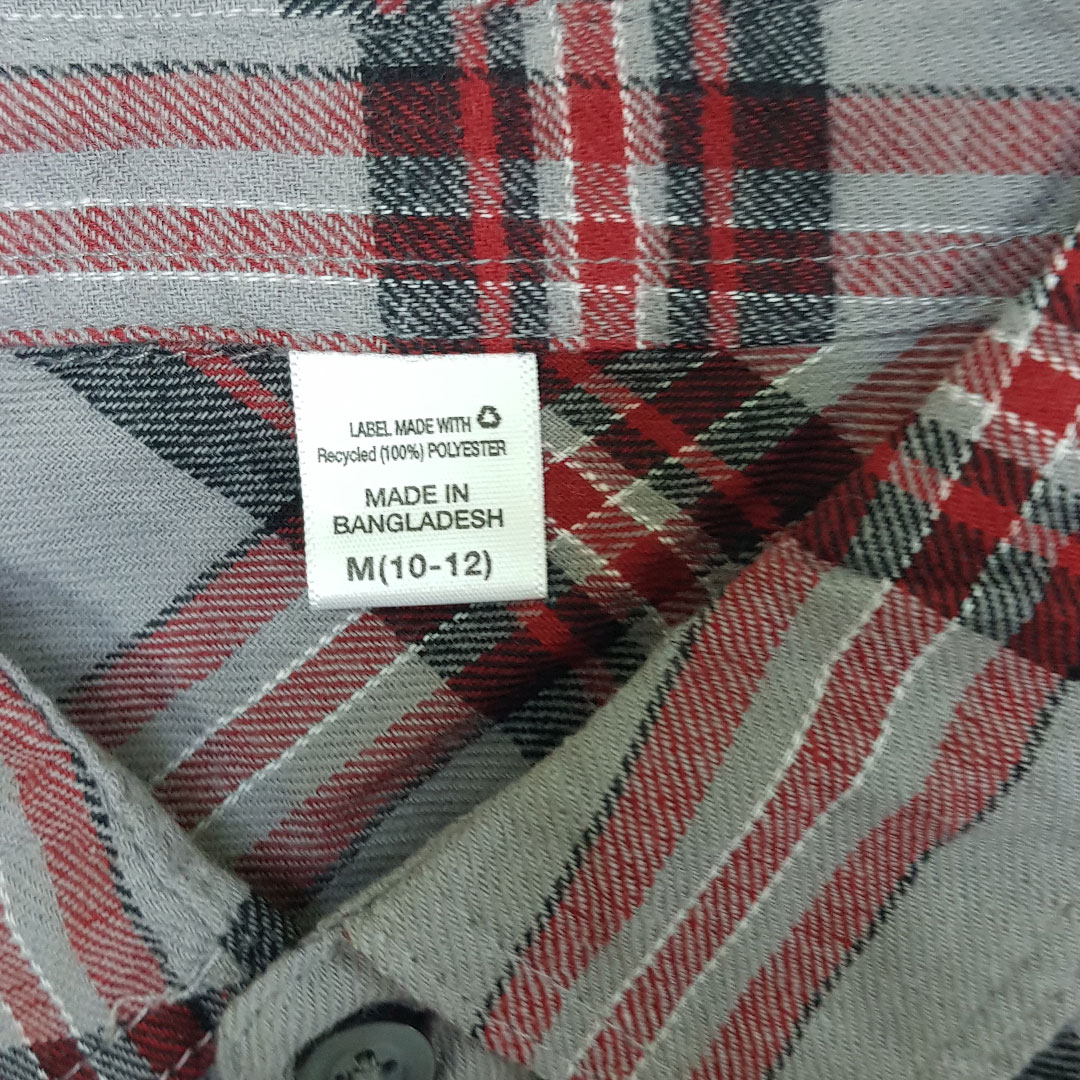 LABEL MADE WITH
Recycled (100%) POLYESTER
MADE IN
BANGLADESH
M(10-12)